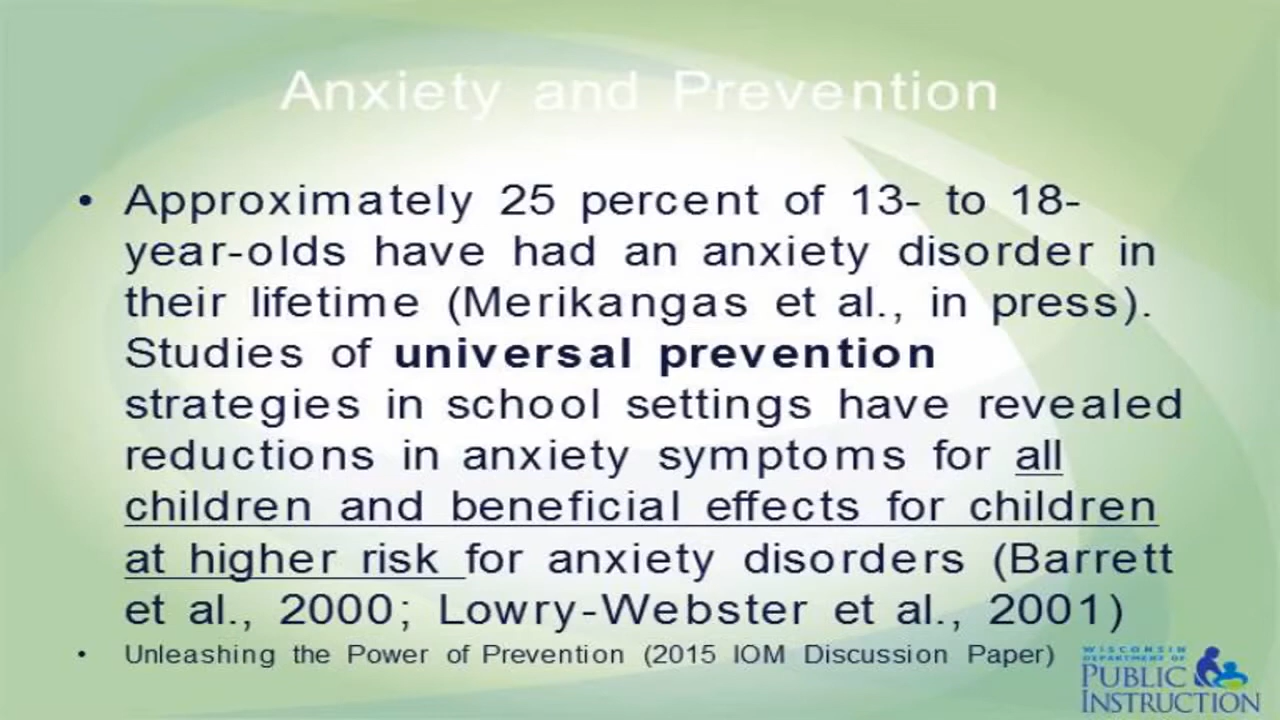 Anxiety and Prevention
• Approximately 25 percent of 13- to 18-
year-olds have had an anxiety disorder in
their lifetime (Merikangas et al., in press).
Studies of universal prevention
strategies in school settings have revealed
reductions in anxiety symptoms for all
children and beneficial effects for children
at higher risk for anxiety disorders (Barrett
et al., 2000; Lowry-Webster et al., 2001)
• Unleashing the Power of Prevention (2015 IOM Discussion Paper)
WISCONSIN
DEPARTMENT OF
PUBLIC
INSTRUCTION